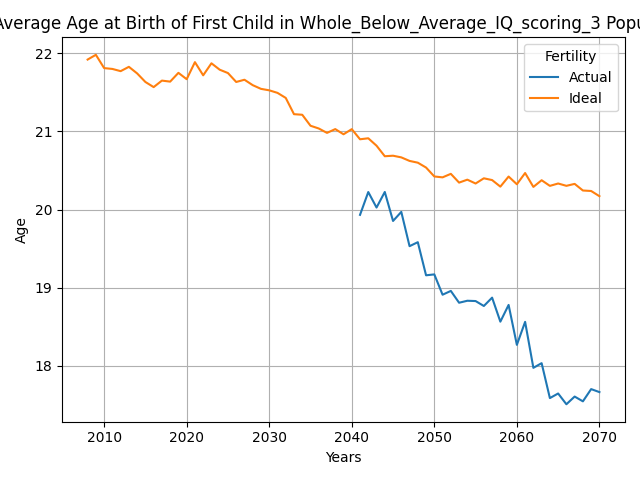 Average Age at Birth of First Child in Whole_Below_Average_IQ_scoring_3 Popu
Fertility
Actual
Ideal
22
21
20
19
18
Age
2010 2020 2030 2040 2050 2060 2070
Years